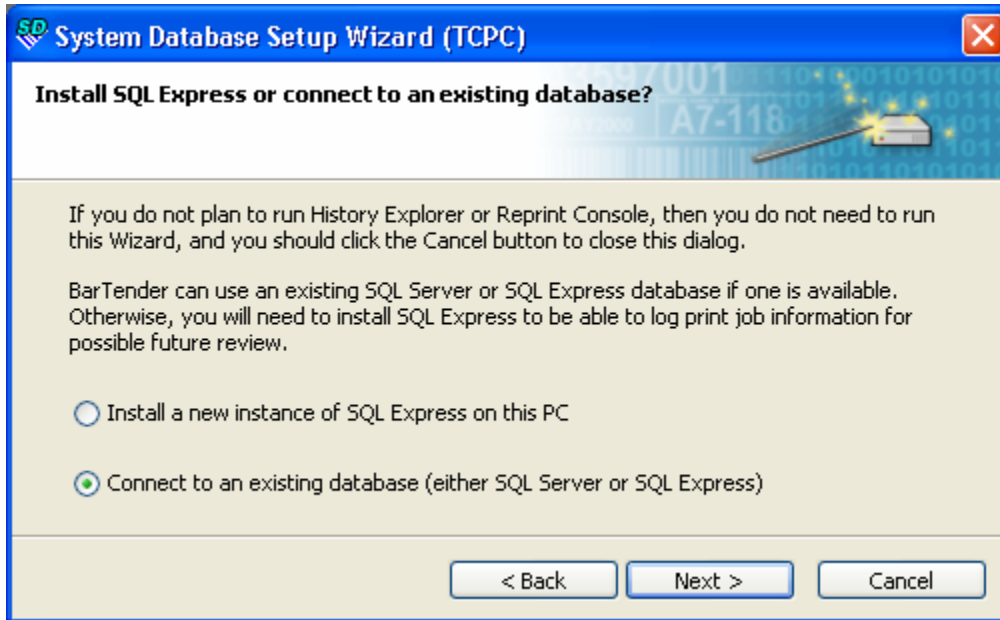 SD System Database Setup Wizard (TCPC)
Install SQL Express or connect to an existing database?
A7-118
If you do not plan to run History Explorer or Reprint Console, then you do not need to run
this Wizard, and you should click the Cancel button to close this dialog.
BarTender can use an existing SQL Server or SQL Express database if one is available.
Otherwise, you will need to install SQL Express to be able to log print job information for
possible future review.
Install a new instance of SQL Express on this PC
Connect to an existing database (either SQL Server or SQL Express)
< Back Next > Cancel